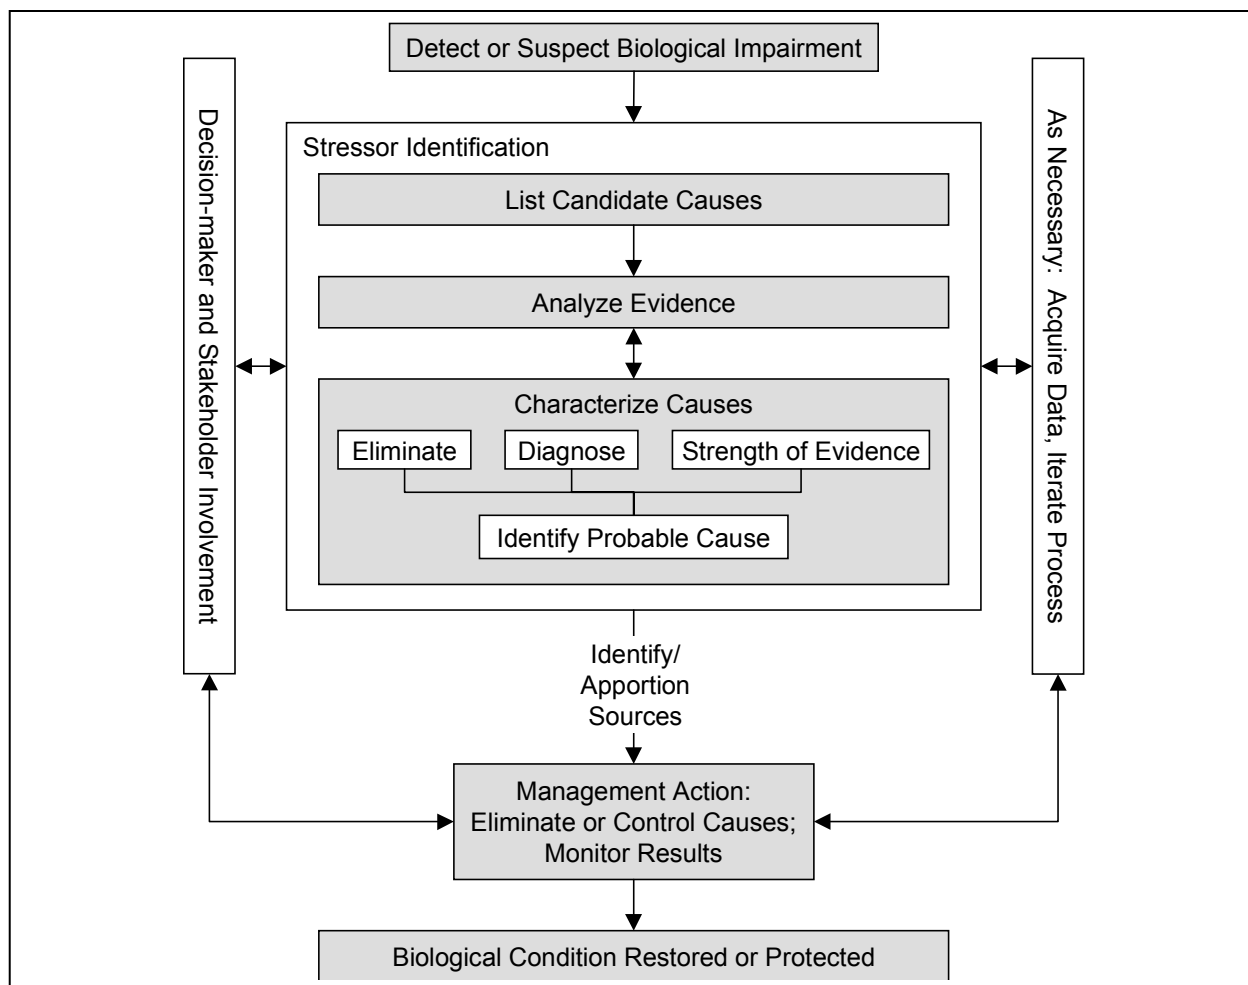 Detect or Suspect Biological Impairment
Decision-maker and Stakeholder Involvement
As Necessary: Acquire Data, Iterate Process
Stressor Identification
List Candidate Causes
Analyze Evidence
Characterize Causes
Eliminate
Diagnose
Strength of Evidence
Identify Probable Cause
Identify/
Apportion
Sources
Management Action:
Eliminate or Control Causes;
Monitor Results
Biological Condition Restored or Protected